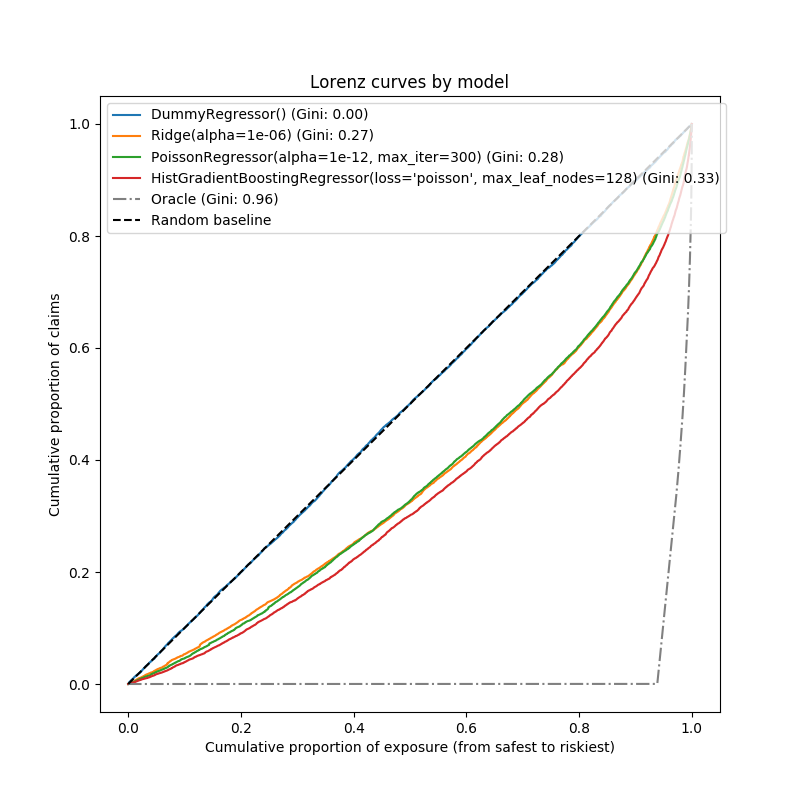 Lorenz curves by model
DummyRegressor() (Gini: 0.00)
Ridge(alpha=1e-06) (Gini: 0.27)
PoissonRegressor(alpha=1e-12, max_iter=300) (Gini: 0.28)
HistGradientBoostingRegressor(loss='poisson', max_leaf_nodes=128) (Gini: 0.33)
Oracle (Gini: 0.96)
Random baseline
1.0
0.8
0.6
0.4
0.2
0.0
Cumulative proportion of claims
0.0 0.2 0.4 0.6 0.8 1.0
Cumulative proportion of exposure (from safest to riskiest)